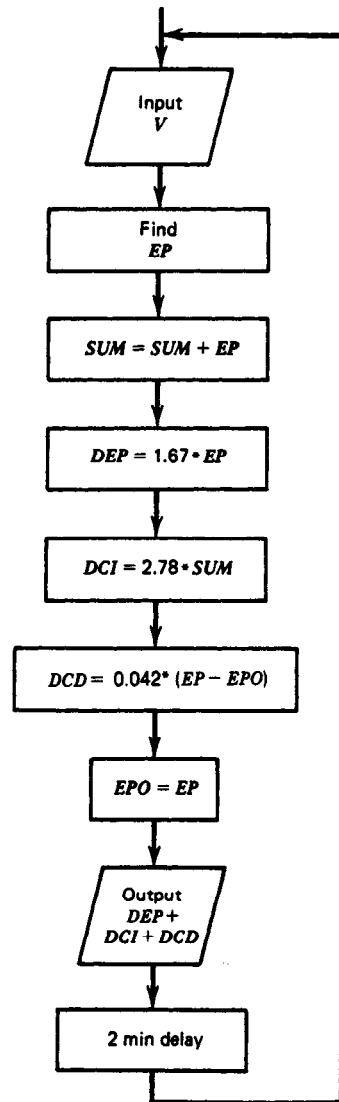 Input
V
Find
EP
SUM = SUM + EP
DEP = 1.67 * EP
DCI = 2.78 * SUM
DCD = 0.042* (EP − EPO)
EPO = EP
Output
DEP +
DCI + DCD
2 min delay